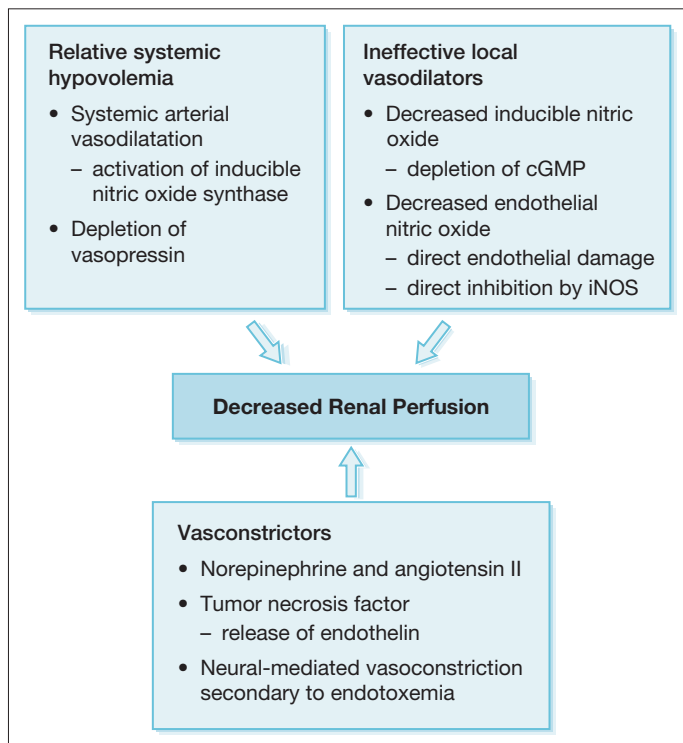 Relative systemic
hypovolemia
• Systemic arterial
vasodilatation
– activation of inducible
nitric oxide synthase
• Depletion of
vasopressin
Ineffective local
vasodilators
• Decreased inducible nitric
oxide
– depletion of cGMP
• Decreased endothelial
nitric oxide
– direct endothelial damage
– direct inhibition by iNOS
Decreased Renal Perfusion
Vasconstrictors
• Norepinephrine and angiotensin II
• Tumor necrosis factor
– release of endothelin
• Neural-mediated vasoconstriction
secondary to endotoxemia